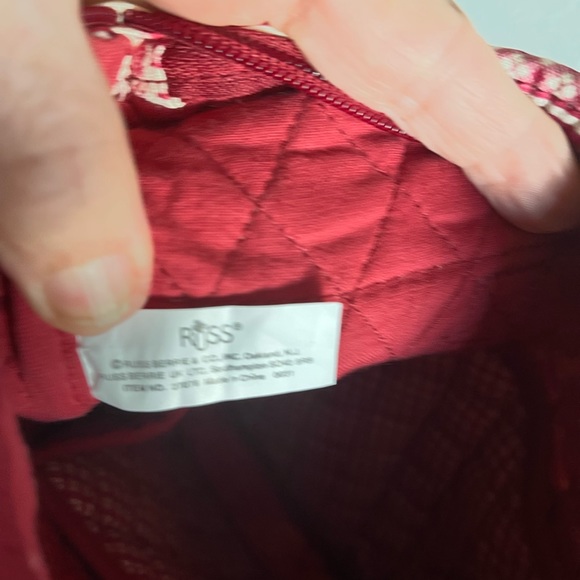 RUSS®
© RUSS BERRIE & CO., INC. Oakland, N.J.
RUSS BERRIE UK LTD. Southampton
ITEM NO. Made in China